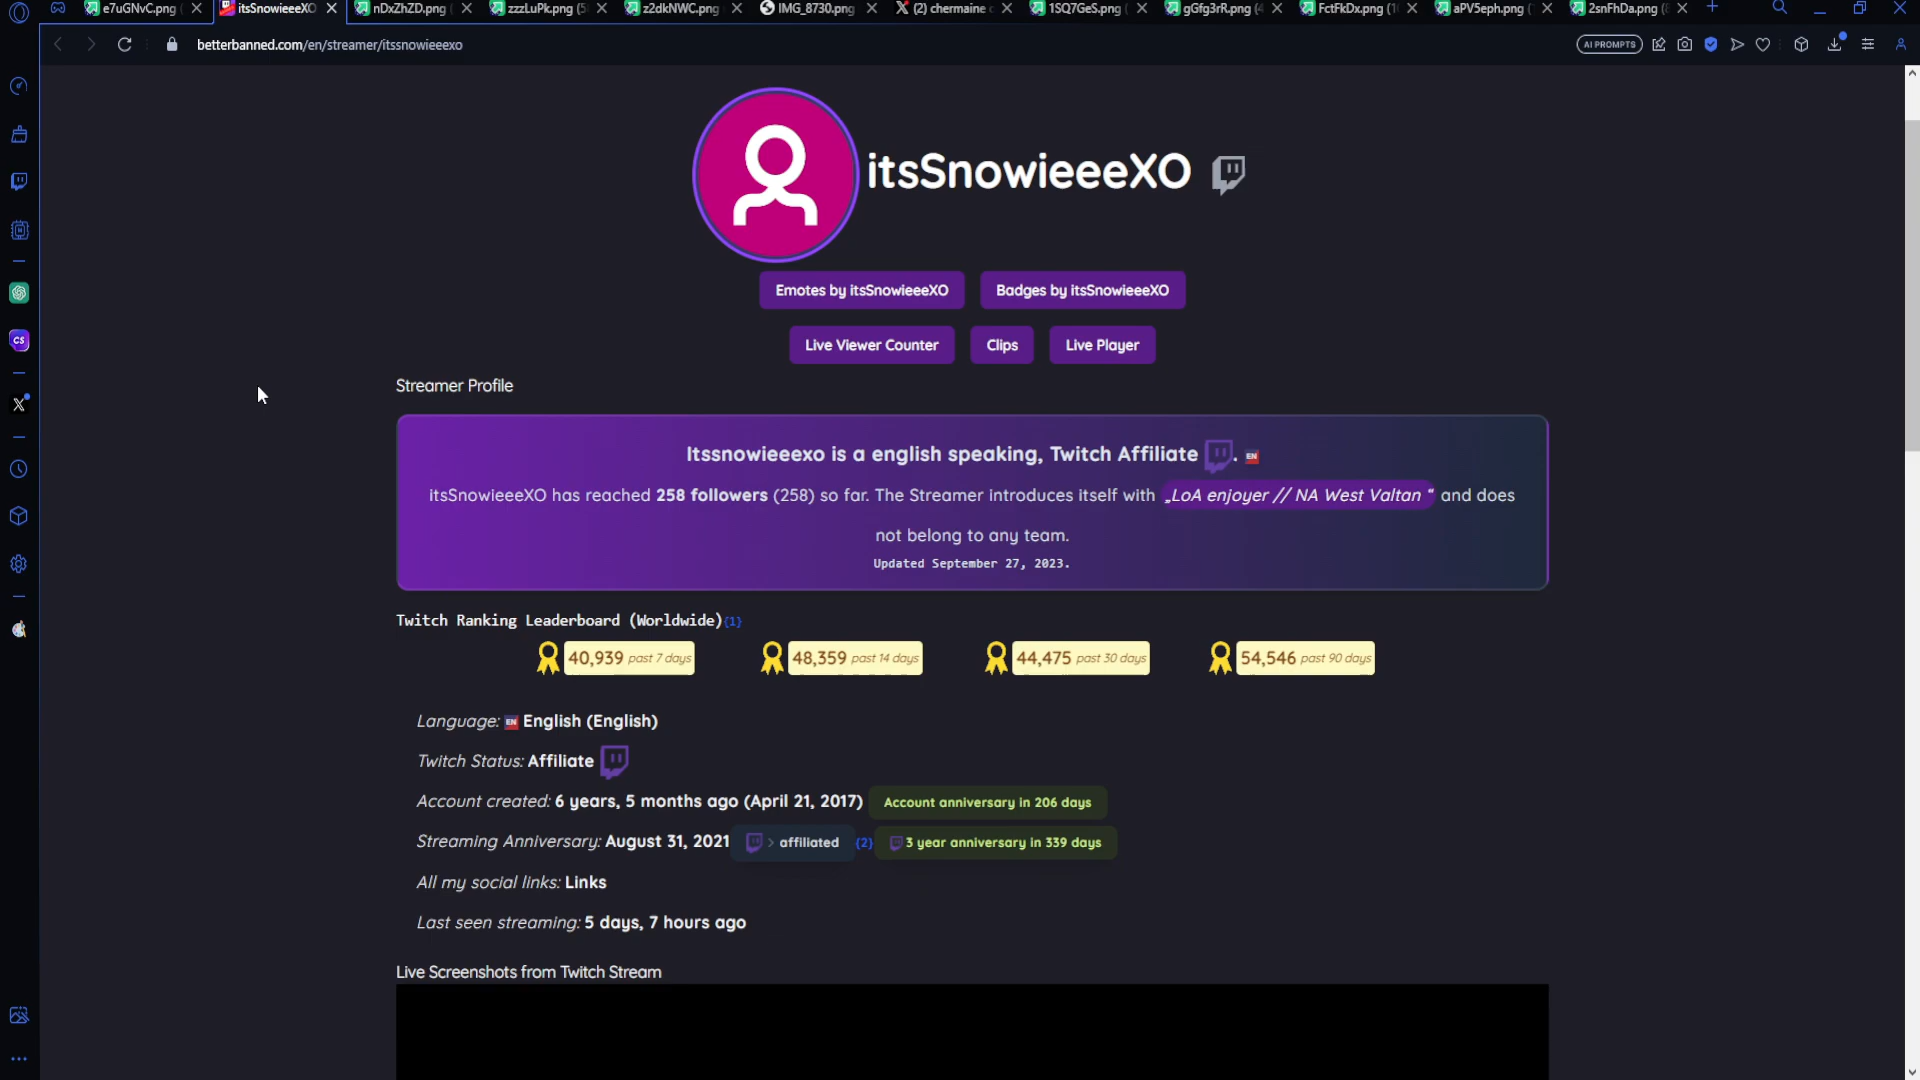 e7uGNvC.png
itsSnowieeeXO
nDxZhZD.png
zzzLuPk.png (5
z2dkNWC.png
IMG_8730.png
(2) chermaine
1SQ7GeS.png
gGfg3rR.png (4
FctFkDx.png (1
aPV5eph.png
2snFhDa.png
betterbanned.com/en/streamer/itssnowieeexo
AI PROMPTS
CS
itsSnowieeeXO
Emotes by itsSnowieeeXO
Badges by itsSnowieeeXO
Live Viewer Counter
Clips
Live Player
Streamer Profile
Itssnowieeexo is a english speaking, Twitch Affiliate . EN
itsSnowieeeXO has reached 258 followers (258) so far. The Streamer introduces itself with „LoA enjoyer // NA West Valtan “ and does
not belong to any team.
Updated September 27, 2023.
Twitch Ranking Leaderboard (Worldwide){1}
40,939 past 7 days
48,359 past 14 days
44,475 past 30 days
54,546 past 90 days
Language: EN English (English)
Twitch Status: Affiliate
Account created: 6 years, 5 months ago (April 21, 2017) Account anniversary in 206 days
Streaming Anniversary: August 31, 2021 > affiliated {2} 3 year anniversary in 339 days
All my social links: Links
Last seen streaming: 5 days, 7 hours ago
Live Screenshots from Twitch Stream